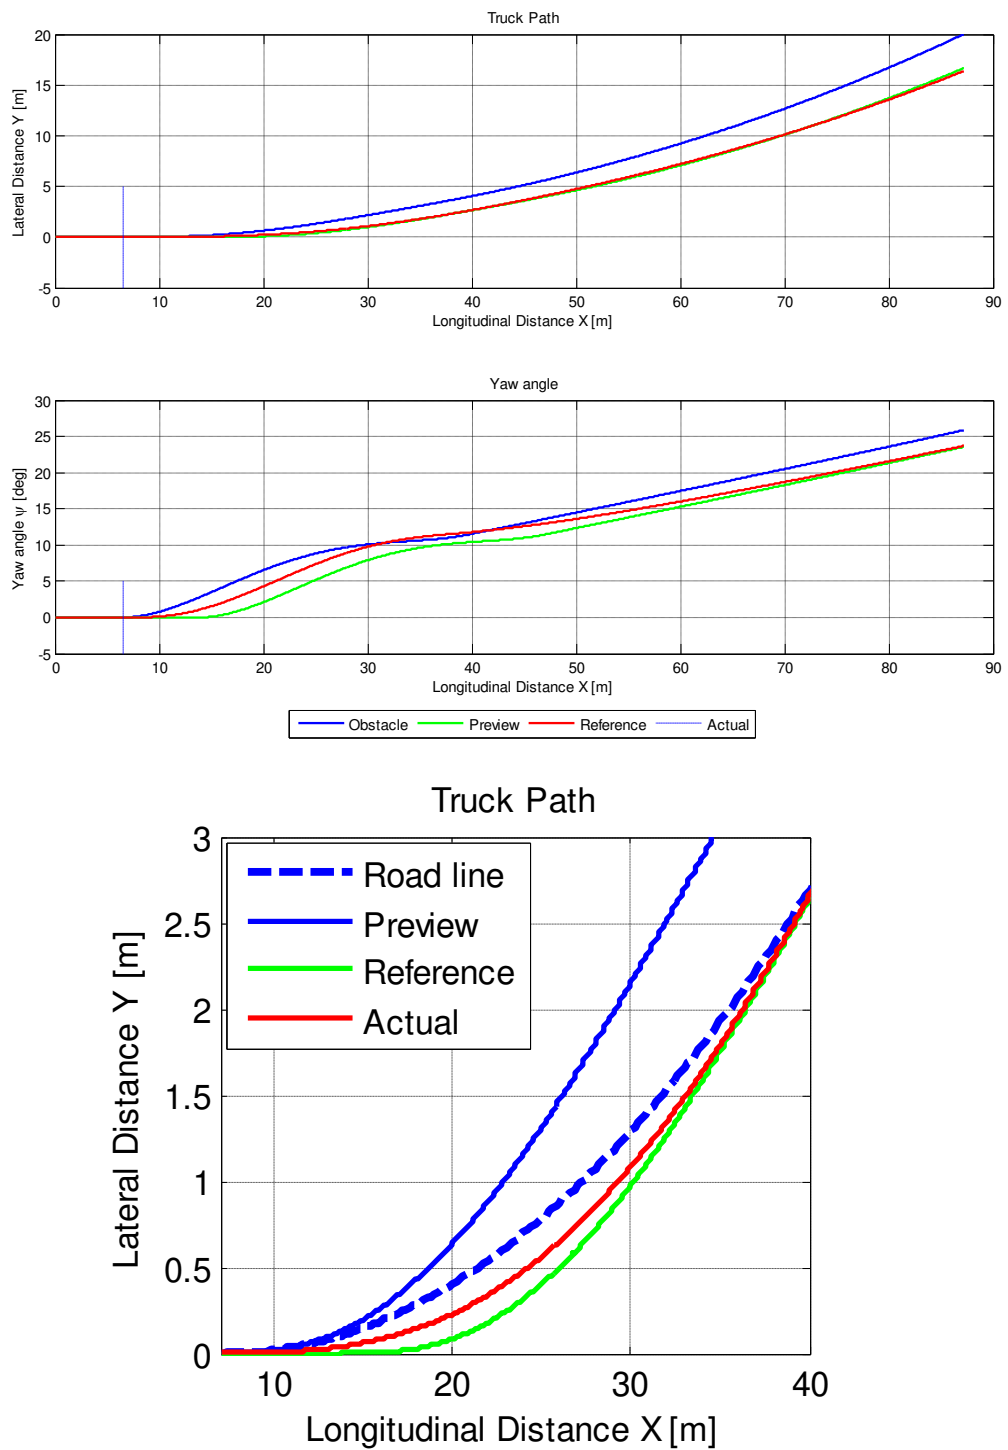 Truck Path
20
15
10
5
0
-5
Lateral Distance Y [m]
0 10 20 30 40 50 60 70 80 90
Longitudinal Distance X [m]
Yaw angle
30
25
20
15
10
5
0
-5
Yaw angle ψ [deg]
0 10 20 30 40 50 60 70 80 90
Longitudinal Distance X [m]
Obstacle Preview Reference Actual
Truck Path
3
2.5
2
1.5
1
0.5
0
Lateral Distance Y [m]
Road line
Preview
Reference
Actual
10 20 30 40
Longitudinal Distance X [m]